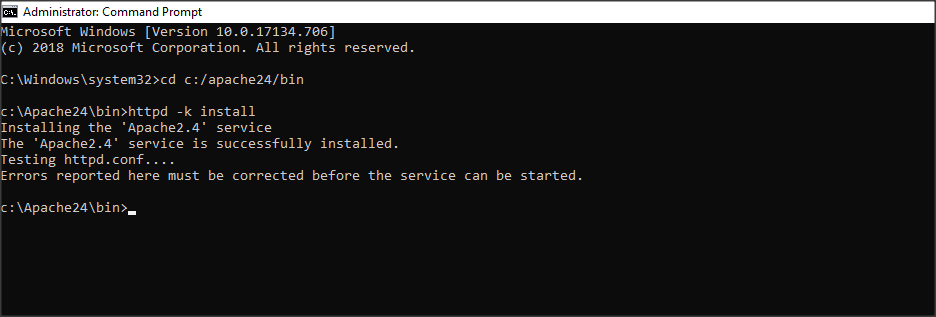 Administrator: Command Prompt
Microsoft Windows [Version 10.0.17134.706]
(c) 2018 Microsoft Corporation. All rights reserved.
C:\Windows\system32>cd c:/apache24/bin
c:\Apache24\bin>httpd -k install
Installing the 'Apache2.4' service
The 'Apache2.4' service is successfully installed.
Testing httpd.conf....
Errors reported here must be corrected before the service can be started.
c:\Apache24\bin>